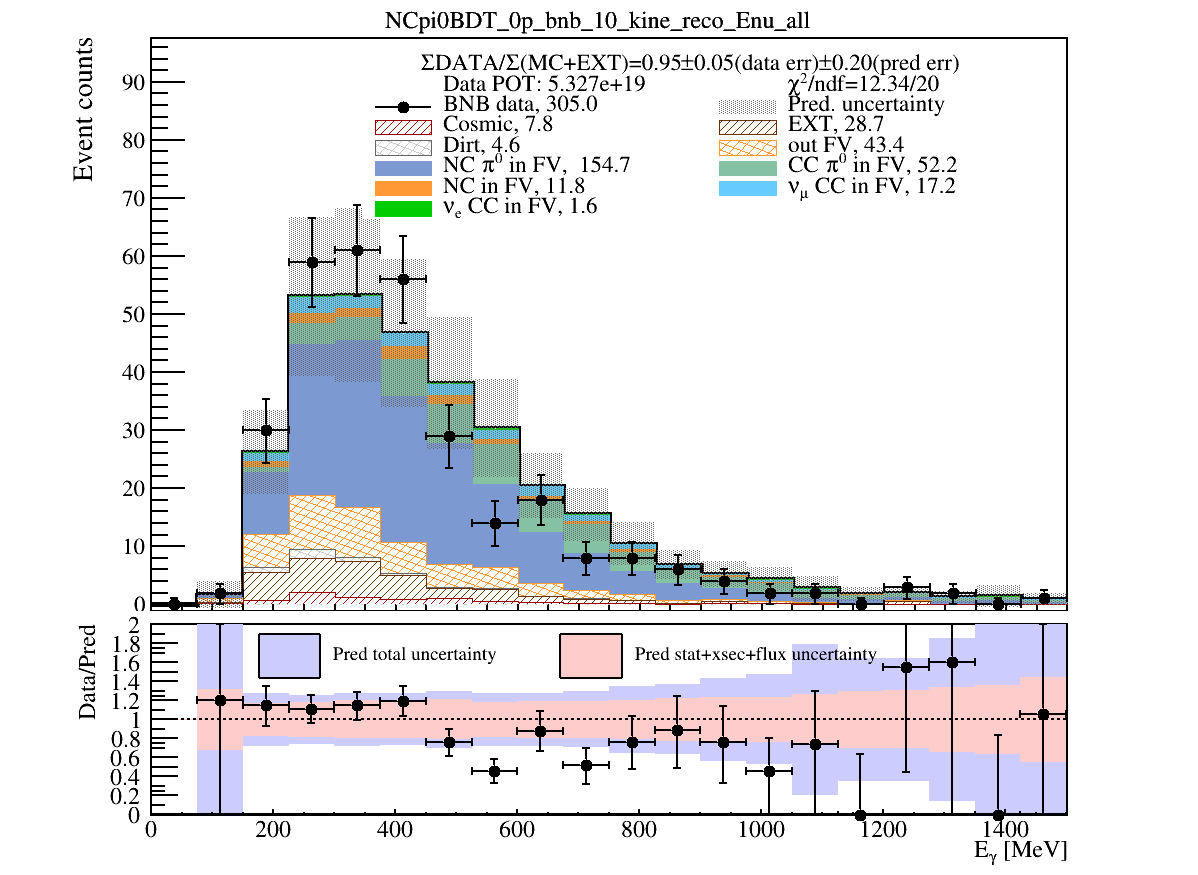 NCpi0BDT_0p_bnb_10_kine_reco_Enu_all
Event counts
ΣDATA/Σ(MC+EXT)=0.95±0.05(data err)±0.20(pred err)
Data POT: 5.327e+19
χ²/ndf=12.34/20
BNB data, 305.0
Pred. uncertainty
Cosmic, 7.8
EXT, 28.7
Dirt, 4.6
out FV, 43.4
NC π⁰ in FV, 154.7
CC π⁰ in FV, 52.2
NC in FV, 11.8
νμ CC in FV, 17.2
νe CC in FV, 1.6
90
80
70
60
50
40
30
20
10
0
Data/Pred
Pred total uncertainty
Pred stat+xsec+flux uncertainty
2
1.8
1.6
1.4
1.2
1
0.8
0.6
0.4
0.2
0
0 200 400 600 800 1000 1200 1400
Eγ [MeV]